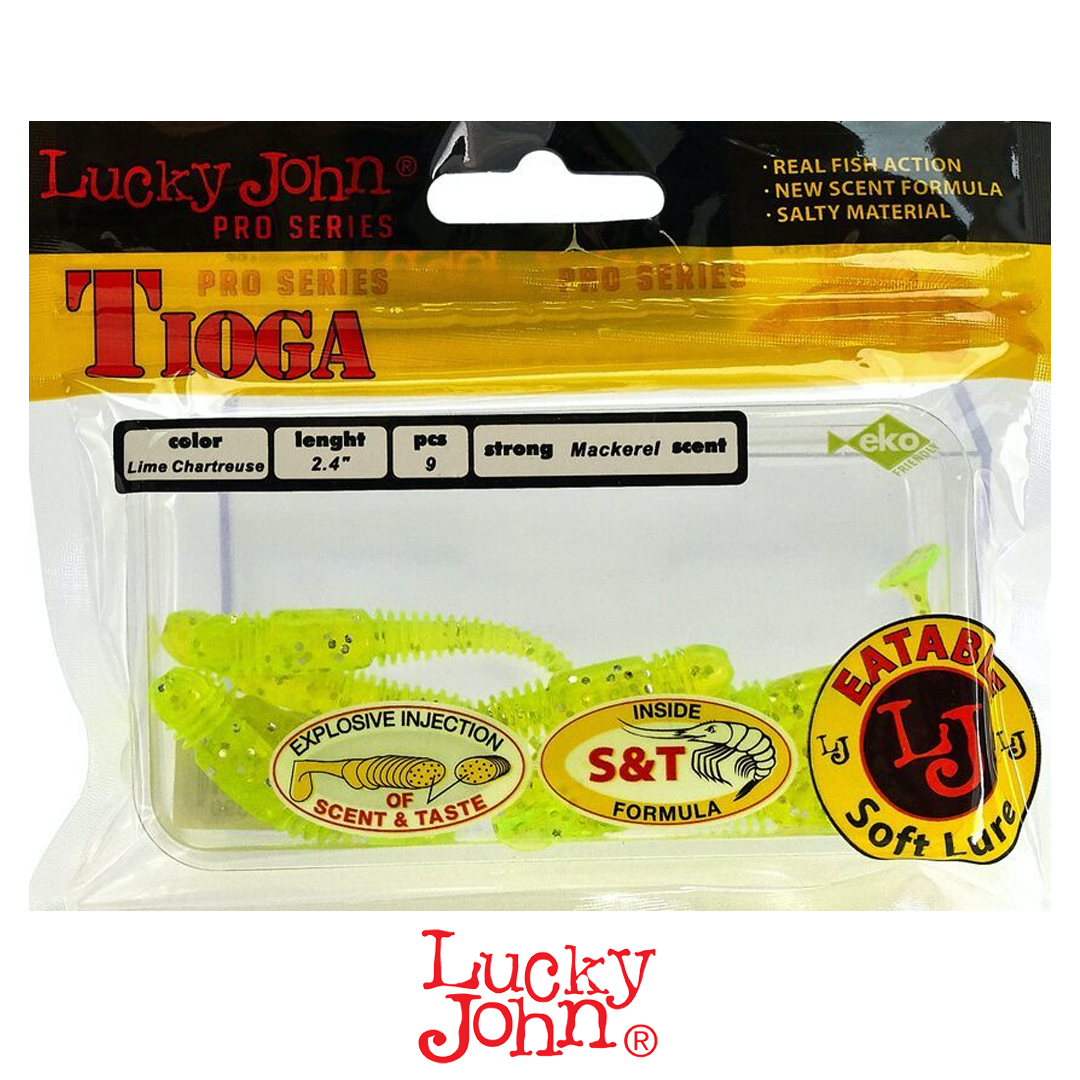 Lucky John®
PRO SERIES
· REAL FISH ACTION
· NEW SCENT FORMULA
· SALTY MATERIAL
PRO SERIES
PRO SERIES
TIOGA
color
Lime Chartreuse
lenght
2.4"
pcs
9
strong Mackerel scent
eko
FRIENDLY
EXPLOSIVE INJECTION
OF
SCENT & TASTE
INSIDE
S&T
FORMULA
EATABLE
LJ
LJ
LJ
Soft Lure
Lucky
John®